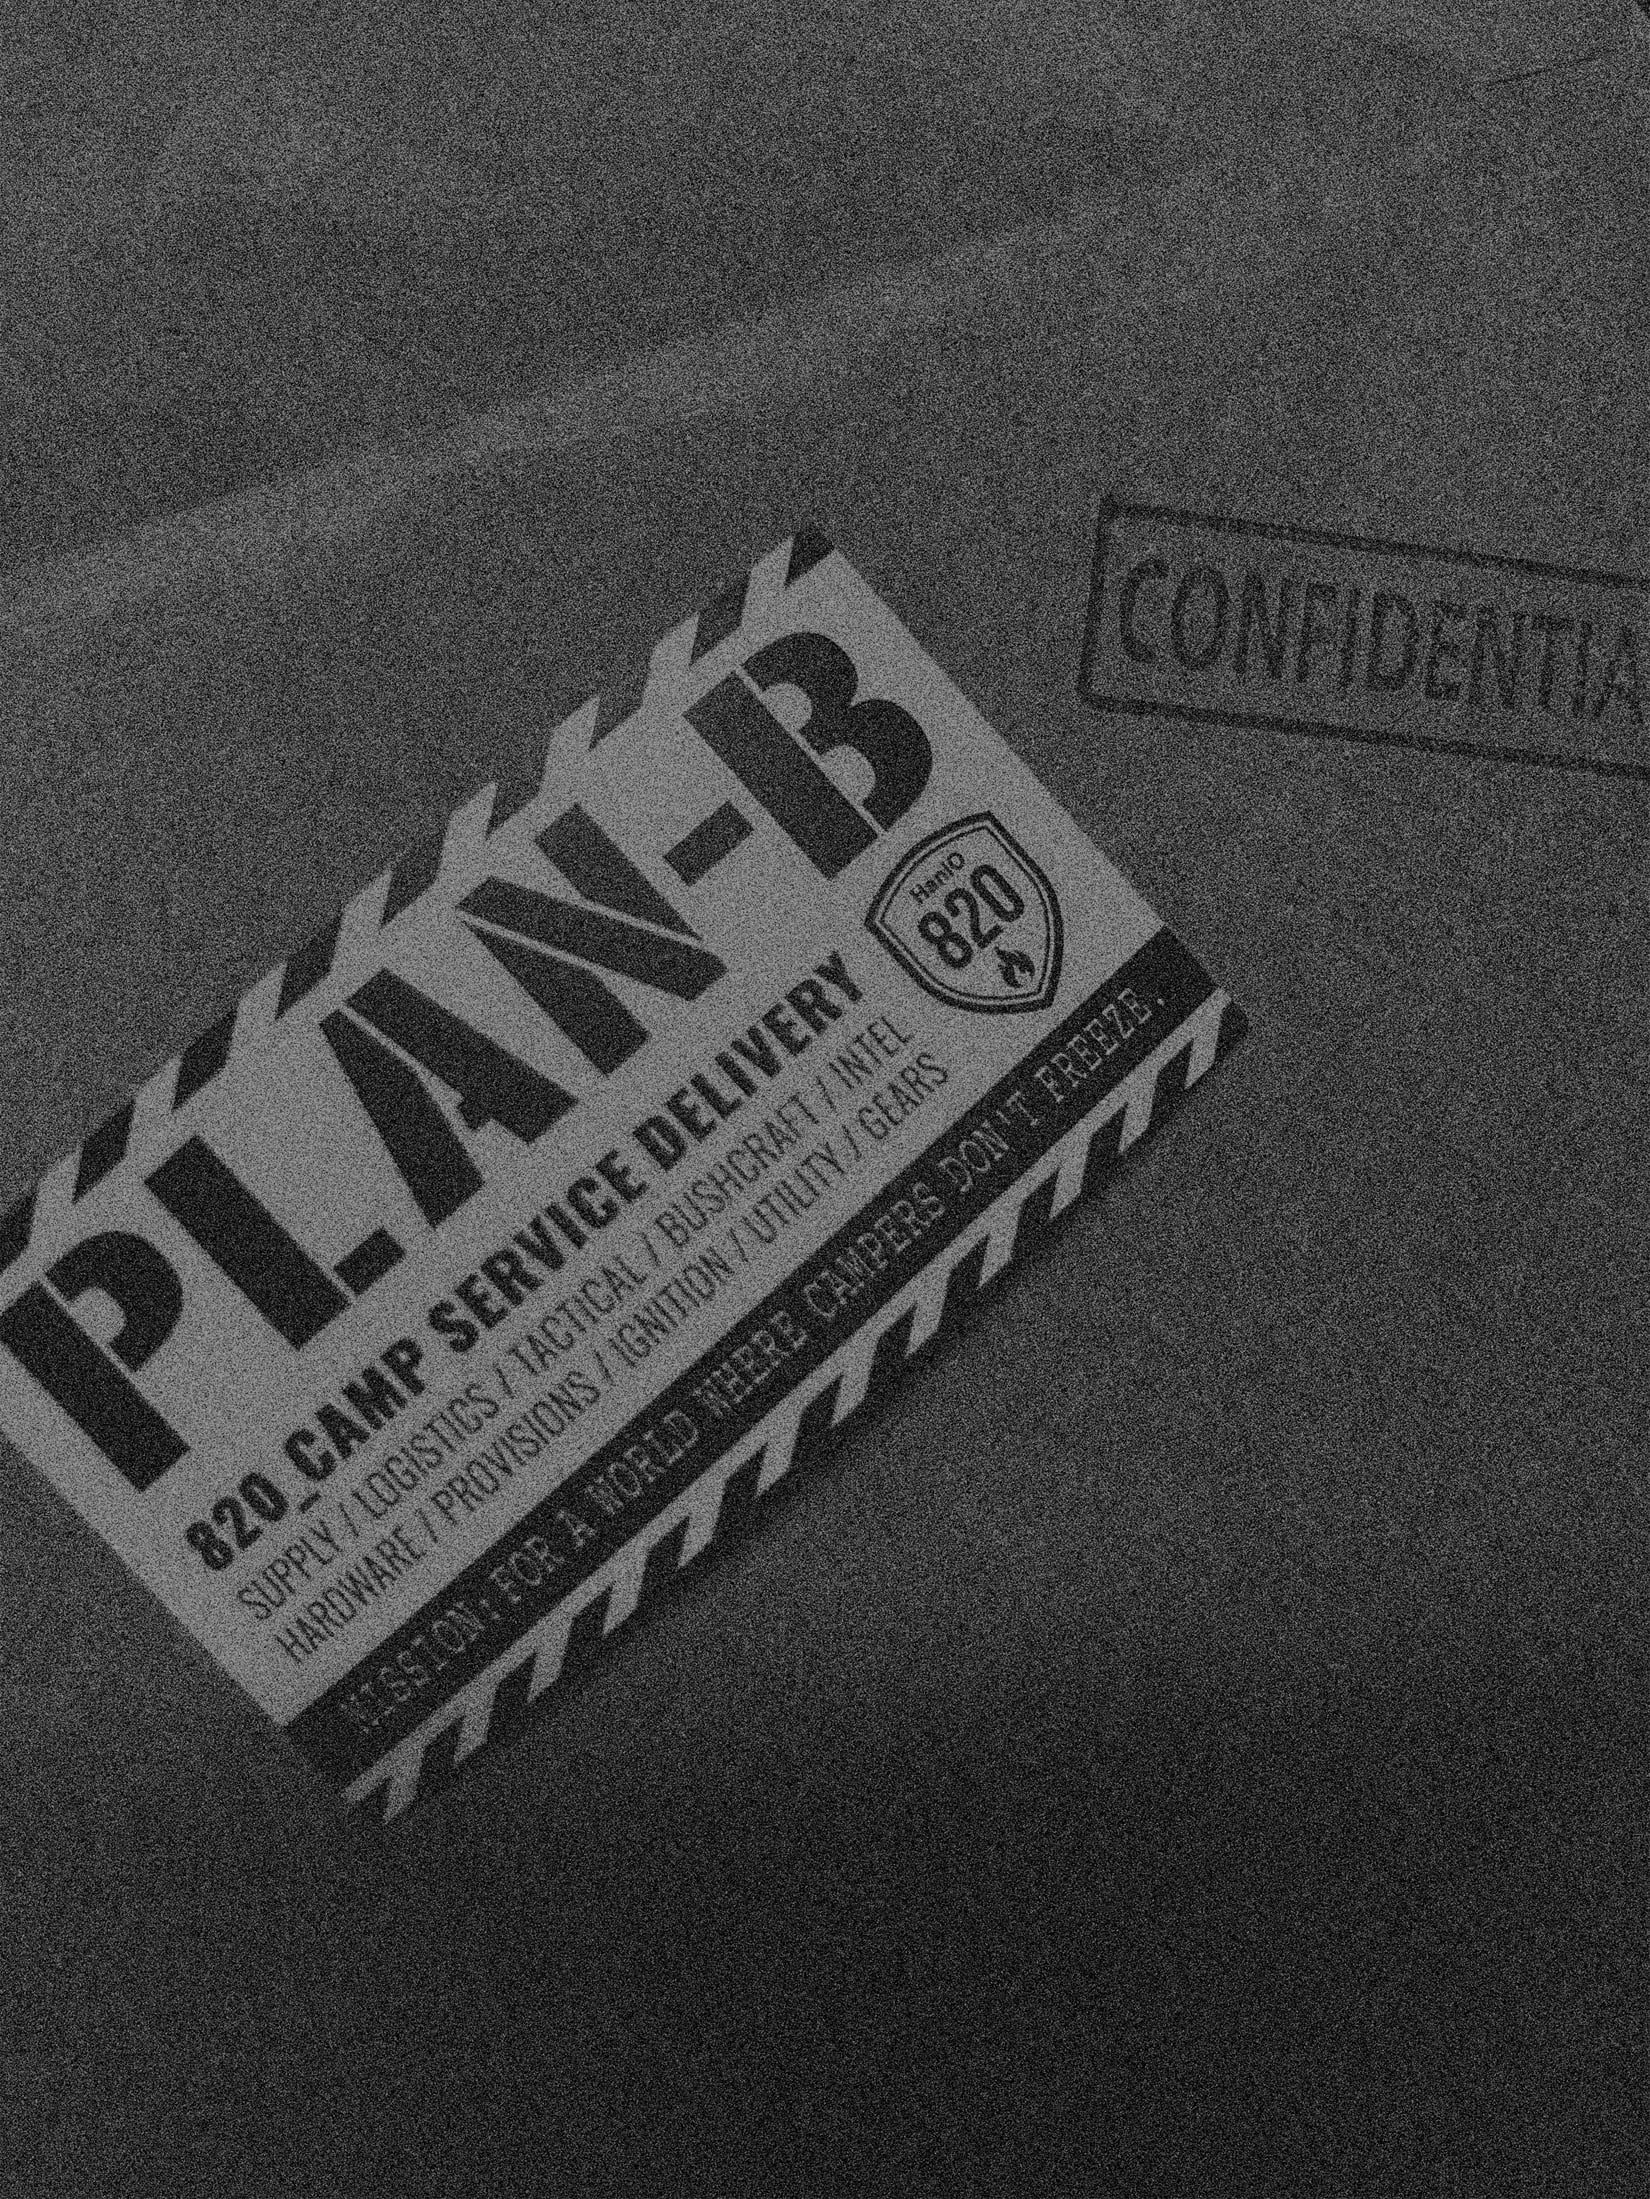 PLAN-B
HanIO
820
820_CAMP SERVICE DELIVERY
SUPPLY / LOGISTICS / TACTICAL / BUSHCRAFT / INTEL
HARDWARE / PROVISIONS / IGNITION / UTILITY / GEARS
MISSION: FOR A WORLD WHERE CAMPERS DON'T FREEZE.
CONFIDENTIA